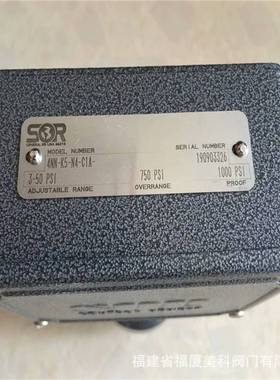 SOR
MODEL NUMBER
SERIAL NUMBER
4NN-K5-N4-C1A-
190903326
3-50 PSI
750 PSI
1000 PSI
ADJUSTABLE RANGE
OVERRANGE
PROOF
福建省福厦美科阀门有限